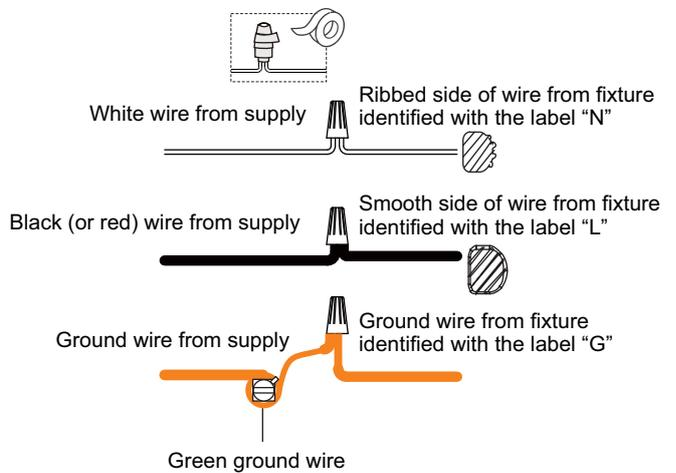 White wire from supply
Ribbed side of wire from fixture
identified with the label “N”
Black (or red) wire from supply
Smooth side of wire from fixture
identified with the label “L”
Ground wire from supply
Ground wire from fixture
identified with the label “G”
Green ground wire